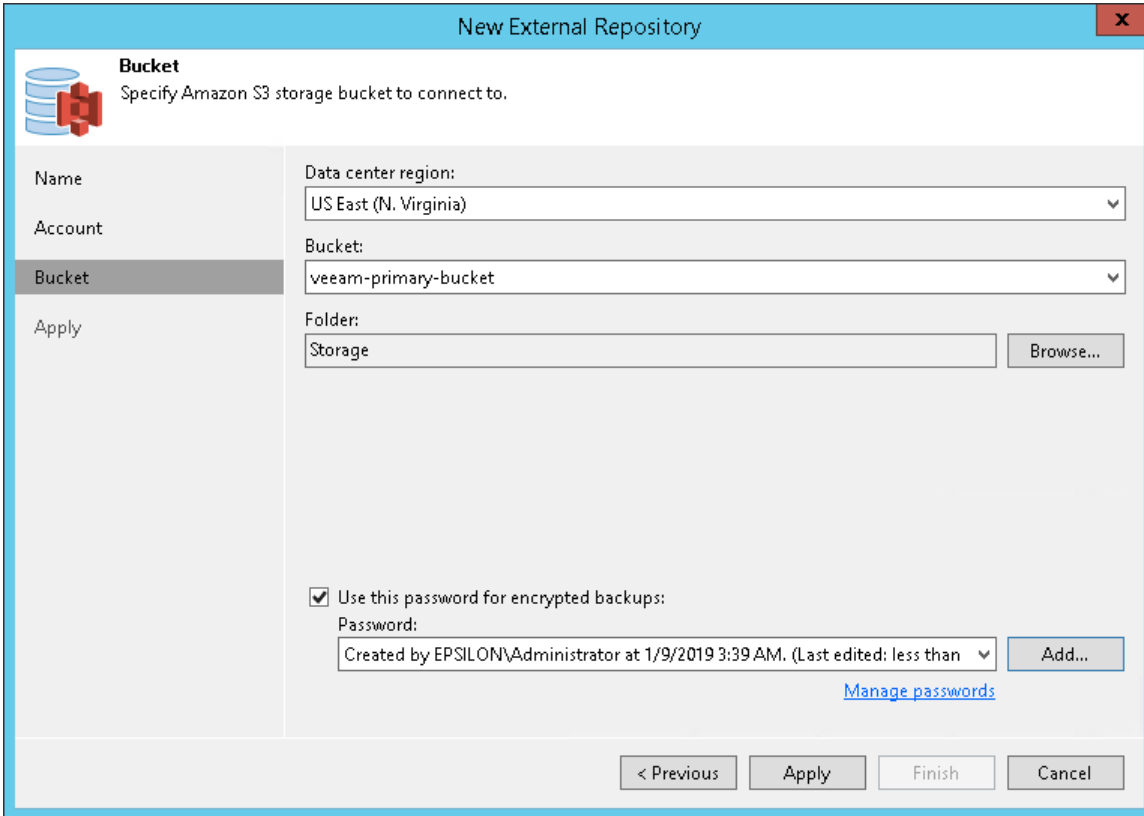 New External Repository
x
Bucket
Specify Amazon S3 storage bucket to connect to.
Name
Account
Bucket
Apply
Data center region:
US East (N. Virginia)
Bucket:
veeam-primary-bucket
Folder:
Storage
Browse...
Use this password for encrypted backups:
Password:
Created by EPSILON\Administrator at 1/9/2019 3:39 AM. (Last edited: less than
Add...
Manage passwords
< Previous
Apply
Finish
Cancel